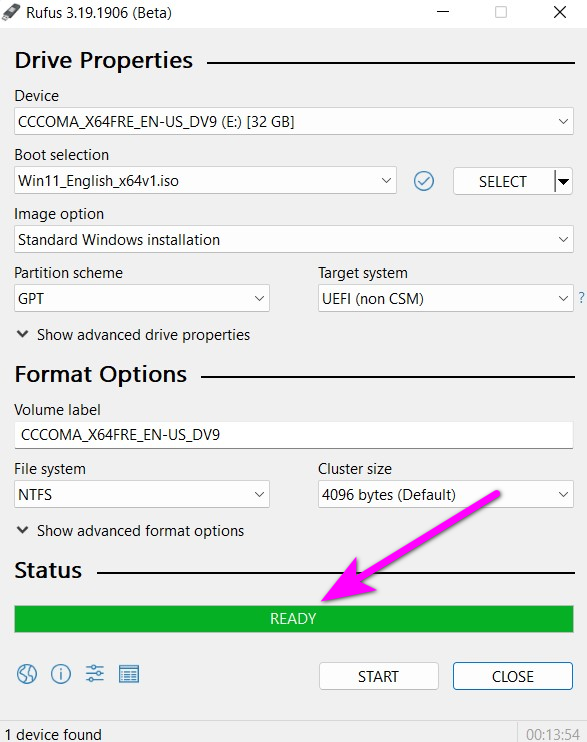 Rufus 3.19.1906 (Beta)
Drive Properties
Device
CCCOMA_X64FRE_EN-US_DV9 (E:) [32 GB]
Boot selection
Win11_English_x64v1.iso
SELECT
Image option
Standard Windows installation
Partition scheme
Target system
GPT
UEFI (non CSM)
?
Show advanced drive properties
Format Options
Volume label
CCCOMA_X64FRE_EN-US_DV9
File system
Cluster size
NTFS
4096 bytes (Default)
Show advanced format options
Status
READY
START
CLOSE
1 device found
00:13:54